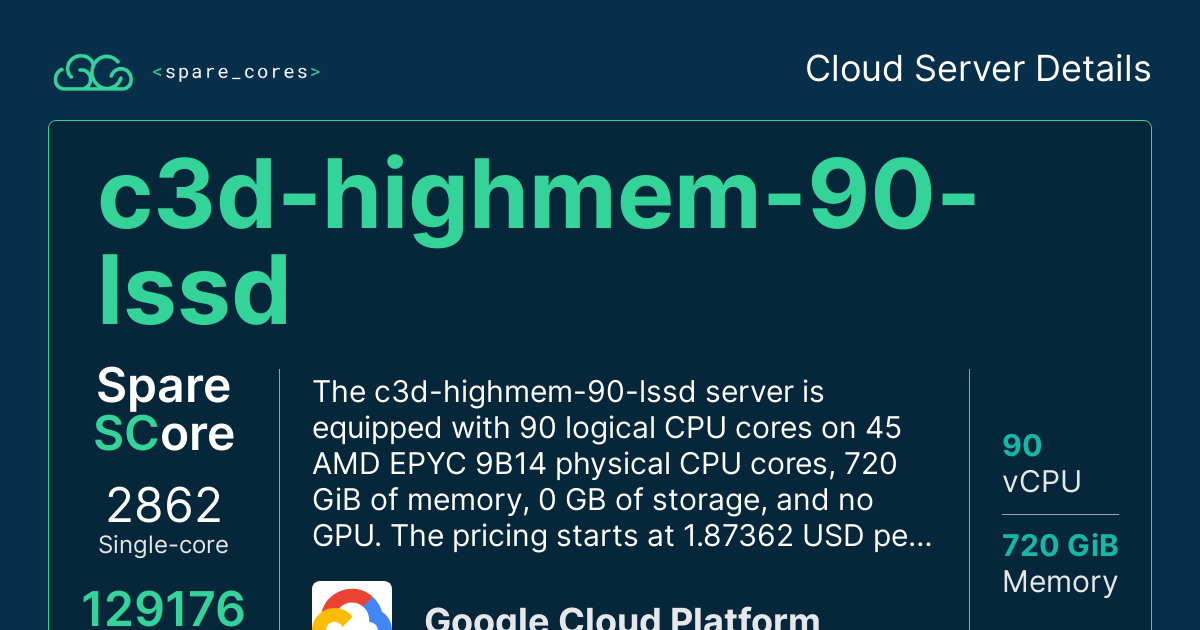 <spare_cores>
Cloud Server Details
c3d-highmem-90-
lssd
Spare
SCore
2862
Single-core
129176
The c3d-highmem-90-lssd server is
equipped with 90 logical CPU cores on 45
AMD EPYC 9B14 physical CPU cores, 720
GiB of memory, 0 GB of storage, and no
GPU. The pricing starts at 1.87362 USD pe...
Google Cloud Platform
90
vCPU
720 GiB
Memory